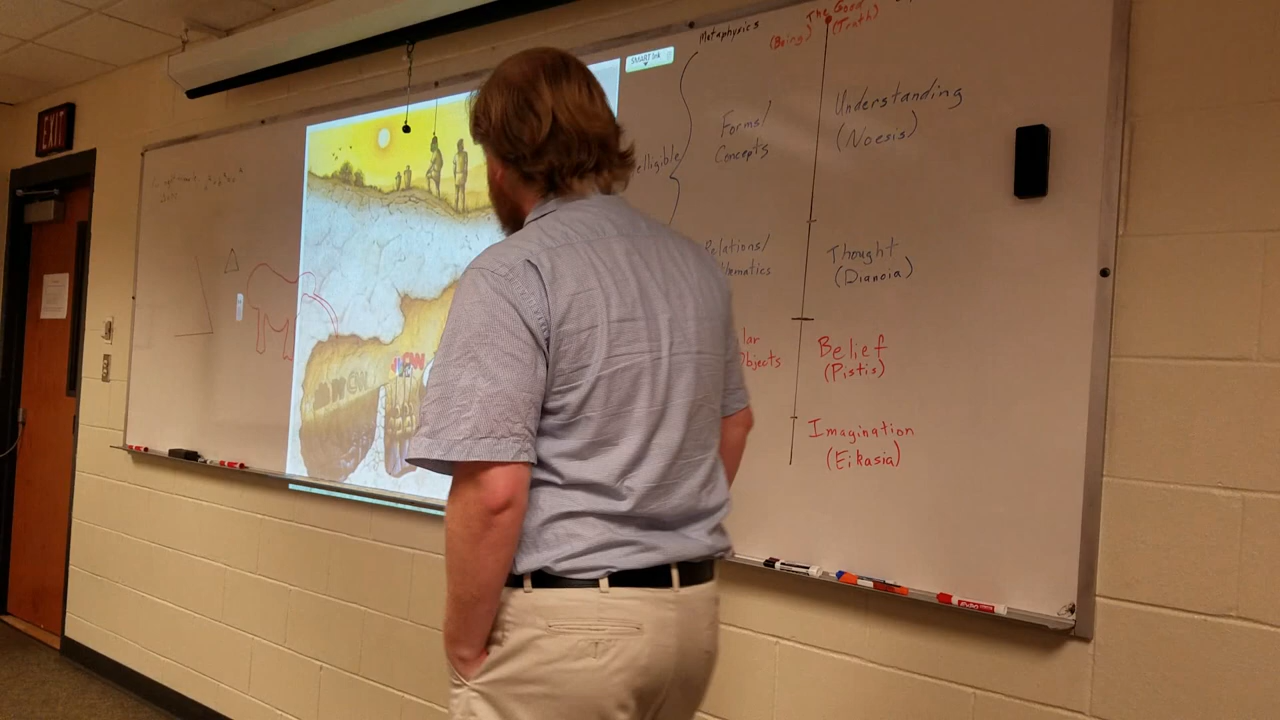 EXIT
SMART Ink
Metaphysics
The Good
(Being)
(Truth)
Forms/
Concepts
Understanding
(Noesis)
elligible
Relations/
Thought
(Dianoia)
Objects
Belief
(Pistis)
Imagination
(Eikasia)
CNN